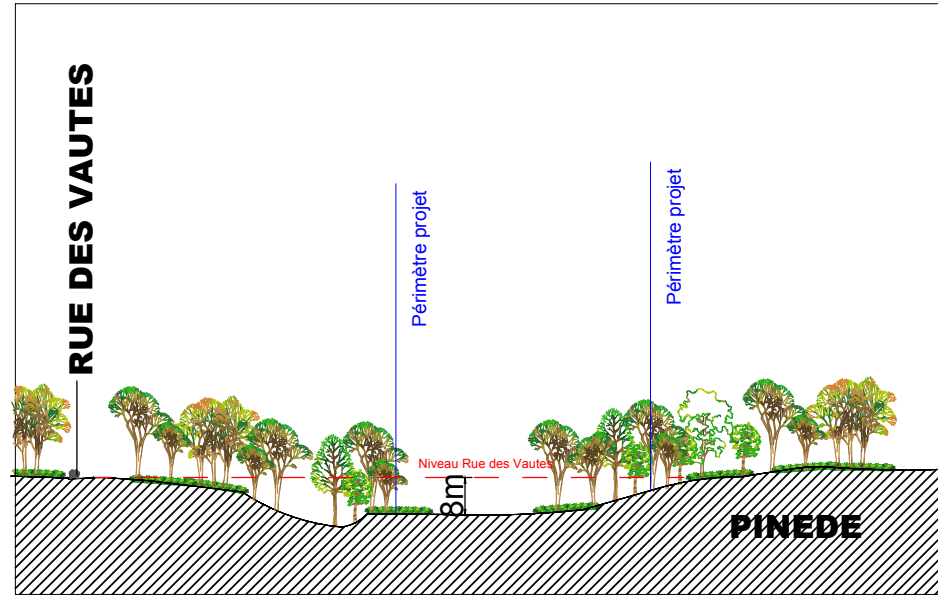 RUE DES VAUTES
Périmètre projet
Périmètre projet
Niveau Rue des Vautes
8m
PINEDE